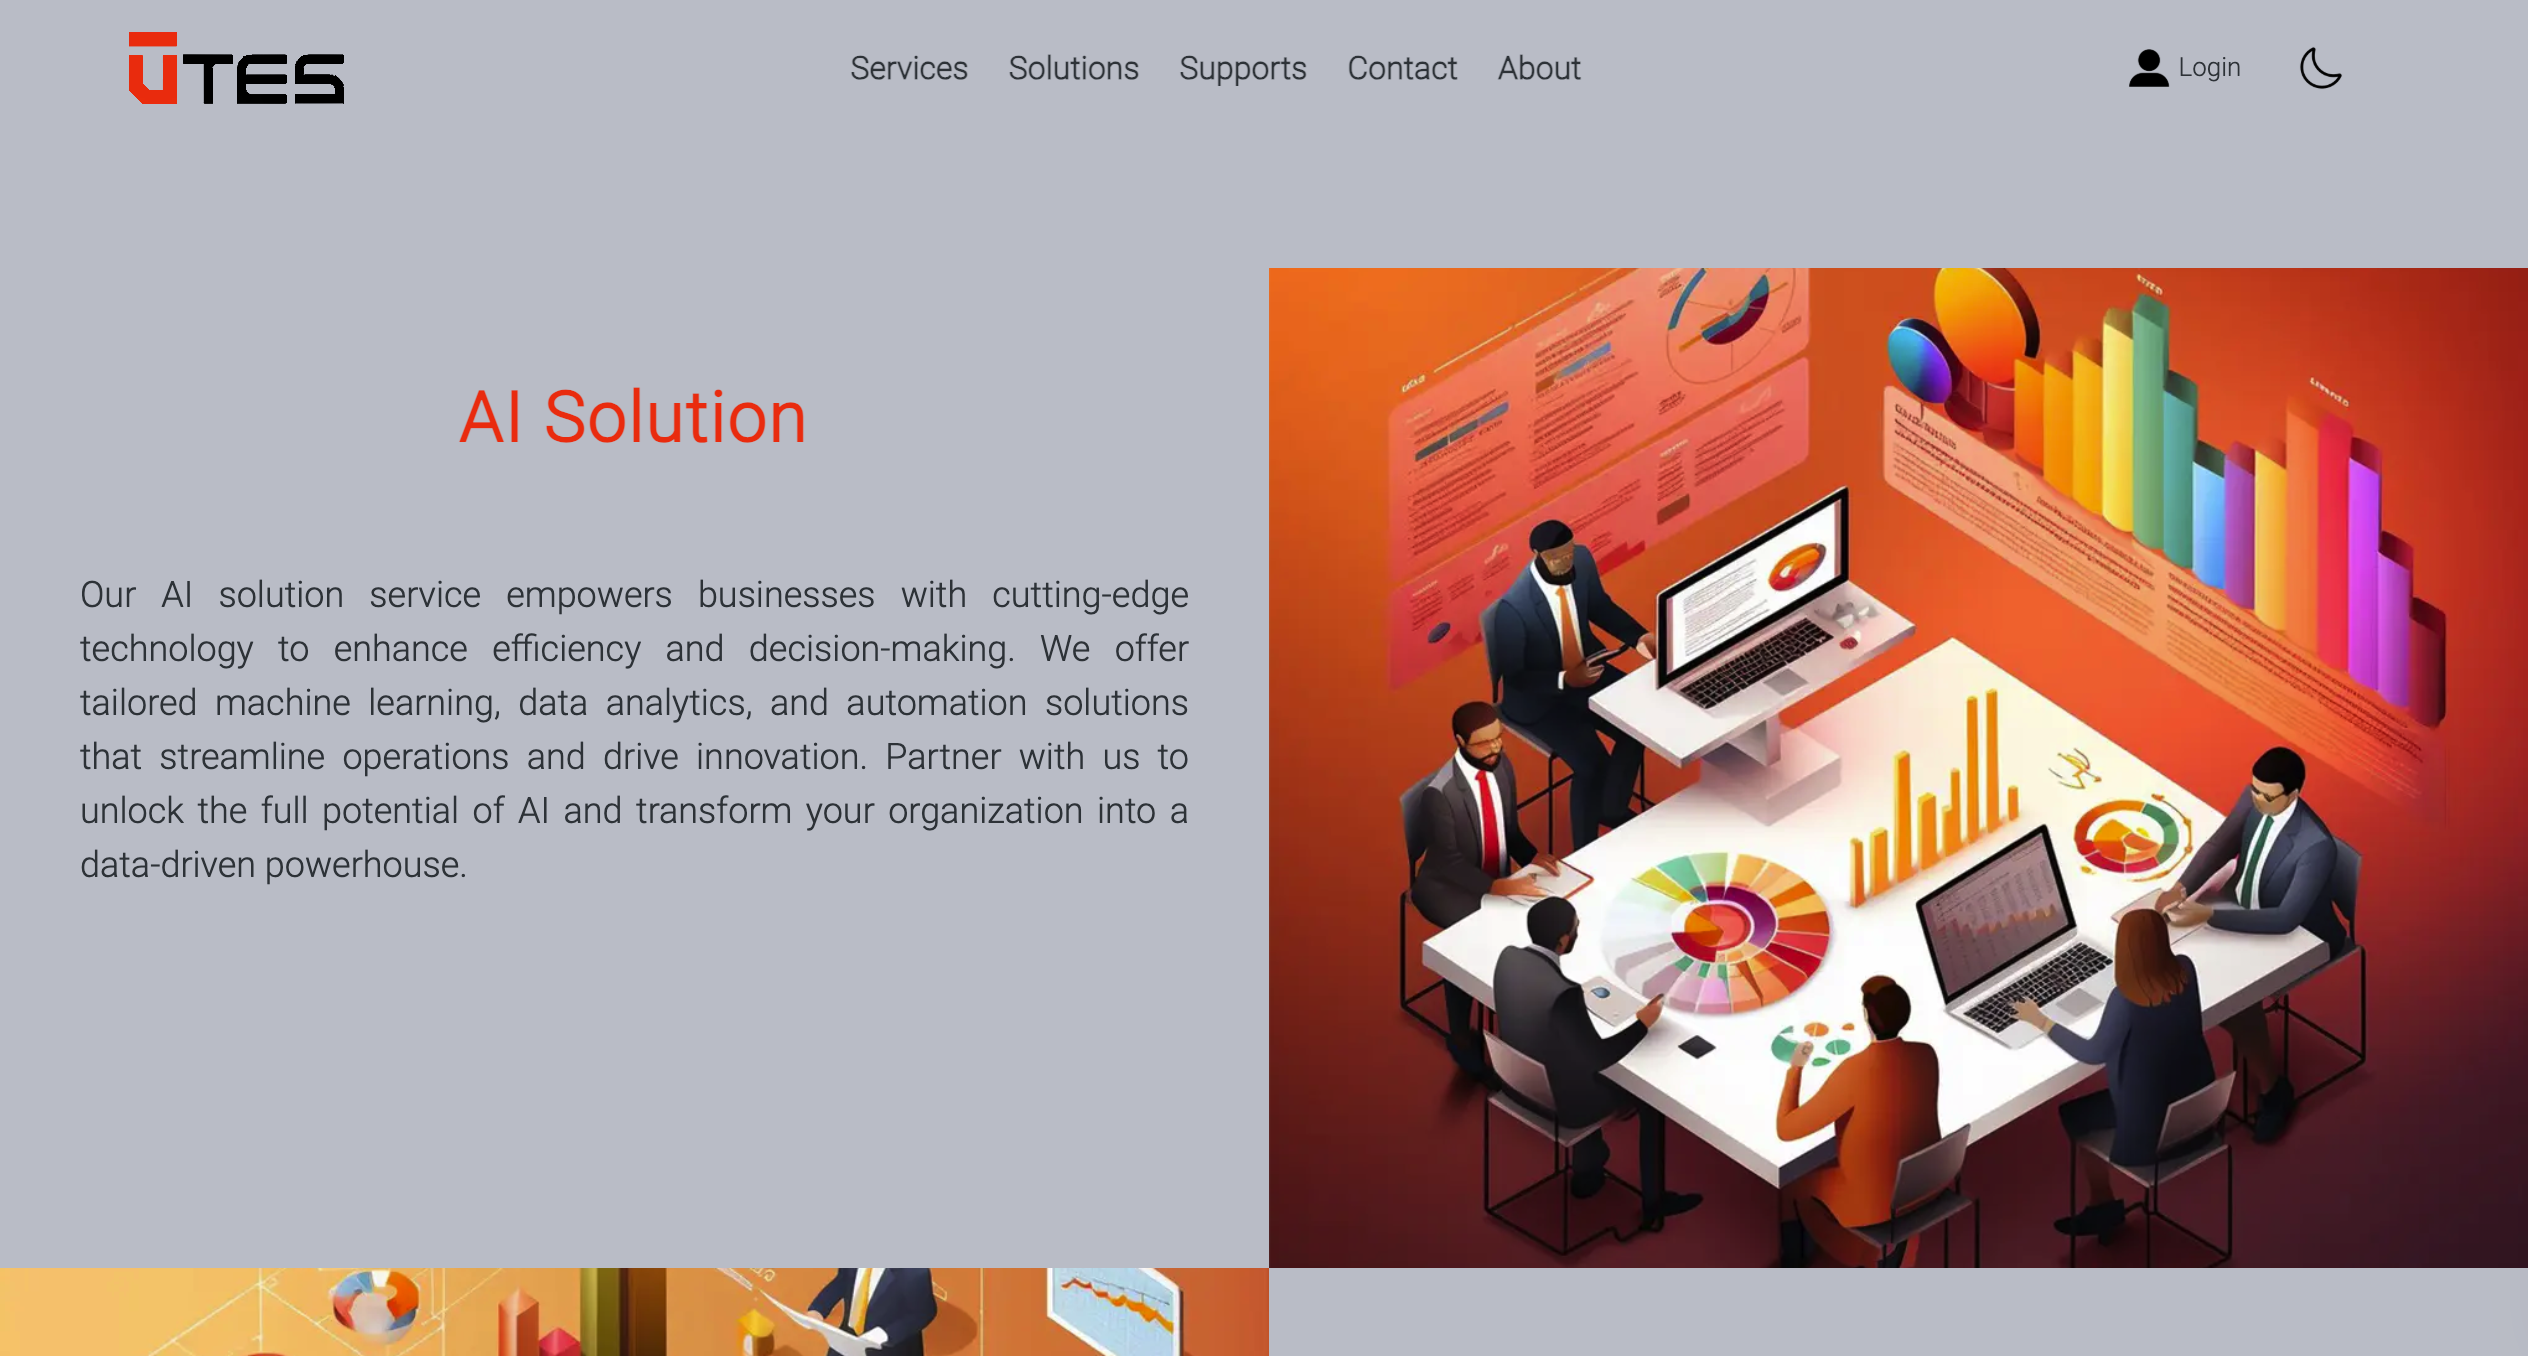 ŪTES
Services Solutions Supports Contact About
Login
AI Solution
Our AI solution service empowers businesses with cutting-edge
technology to enhance efficiency and decision-making. We offer
tailored machine learning, data analytics, and automation solutions
that streamline operations and drive innovation. Partner with us to
unlock the full potential of AI and transform your organization into a
data-driven powerhouse.